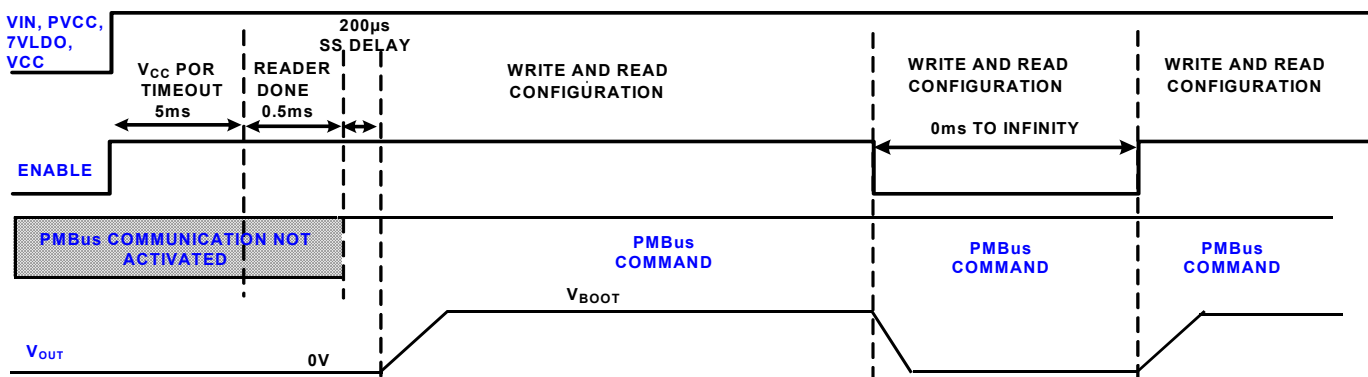 VIN, PVCC,
7VLDO,
VCC
200µs
SS DELAY
VCC POR
TIMEOUT
5ms
READER
DONE
0.5ms
WRITE AND READ
CONFIGURATION
WRITE AND READ
CONFIGURATION
WRITE AND READ
CONFIGURATION
0ms TO INFINITY
ENABLE
PMBus COMMUNICATION NOT
ACTIVATED
PMBus
COMMAND
PMBus
COMMAND
PMBus
COMMAND
VBOOT
VOUT
0V